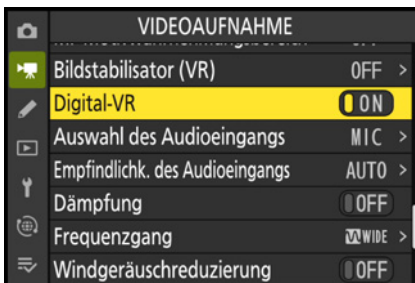 VIDEOAUFNAHME
Bildstabilisator (VR) OFF >
Digital-VR ON
Auswahl des Audioeingangs MIC >
Empfindlichk. des Audioeingangs AUTO >
Dämpfung OFF
Frequenzgang WIDE >
Windgeräuschreduzierung OFF